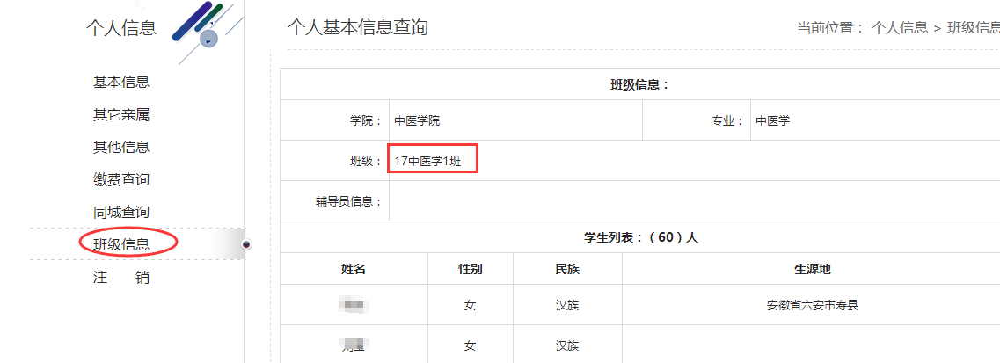 个人信息
基本信息
其它亲属
其他信息
缴费查询
同城查询
班级信息
注 销
个人基本信息查询
当前位置： 个人信息 > 班级信息
班级信息：
学院： 中医学院 专业： 中医学
班级： 17中医学1班
辅导员信息：
学生列表：（60）人
姓名 性别 民族 生源地
女 汉族 安徽省六安市寿县
女 汉族